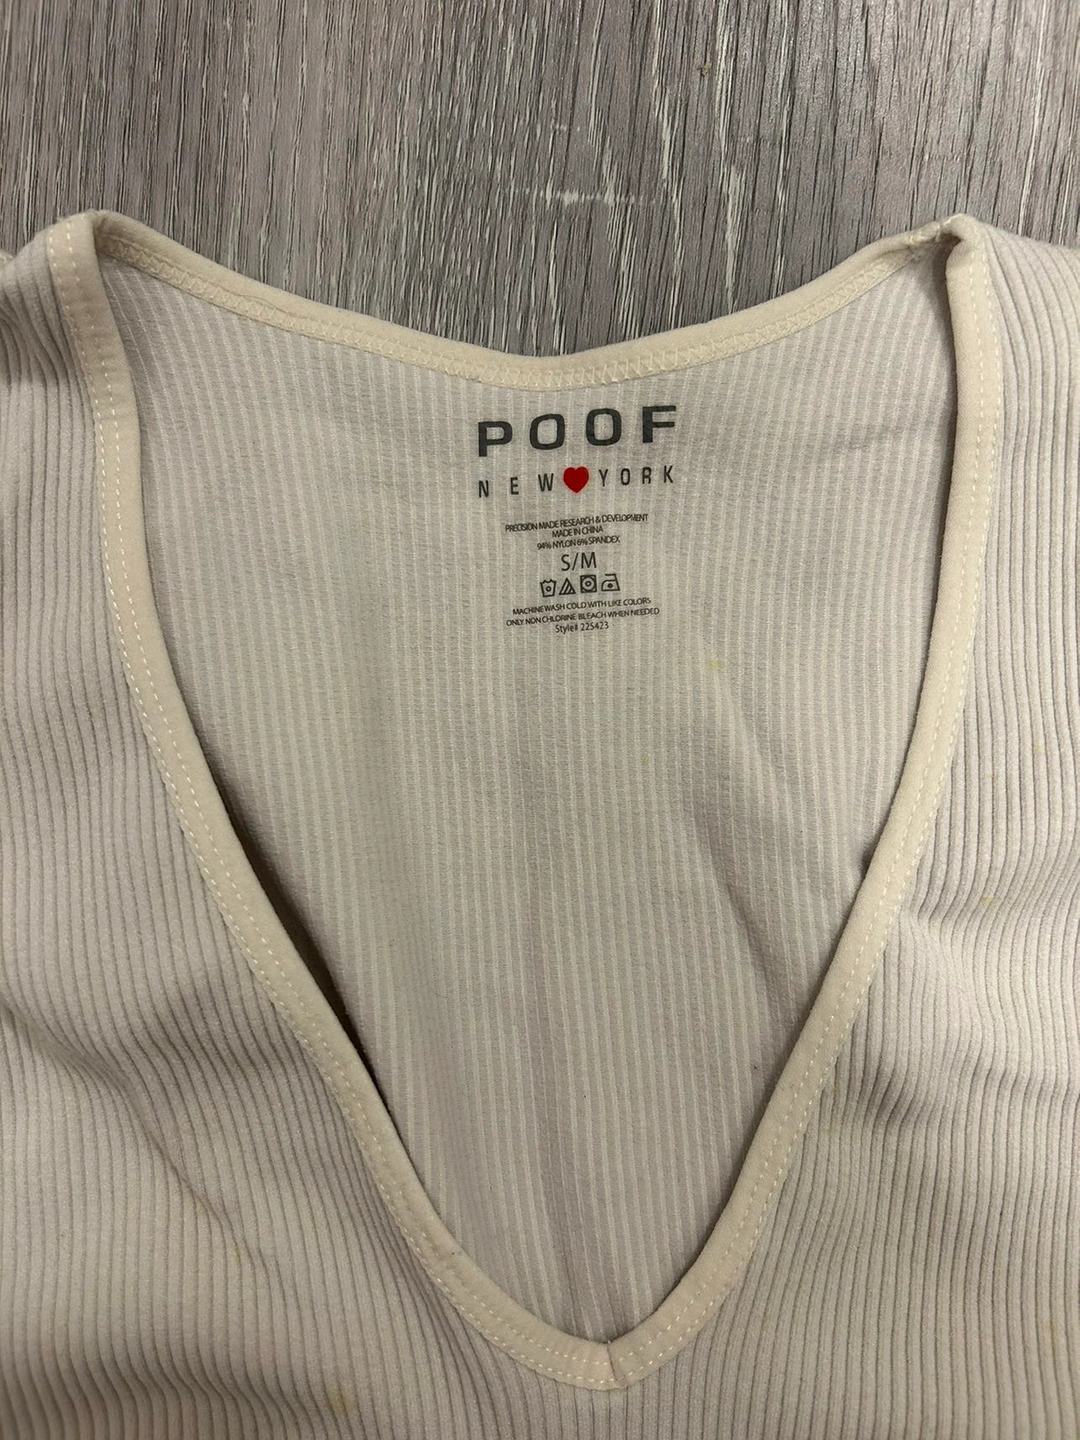 POOF
NEW YORK
PRECISION MADE RESEARCH & DEVELOPMENT
MADE IN CHINA
94% NYLON 6% SPANDEX
S/M
MACHINE WASH COLD WITH LIKE COLORS
ONLY NON CHLORINE BLEACH WHEN NEEDED
Style# 225423